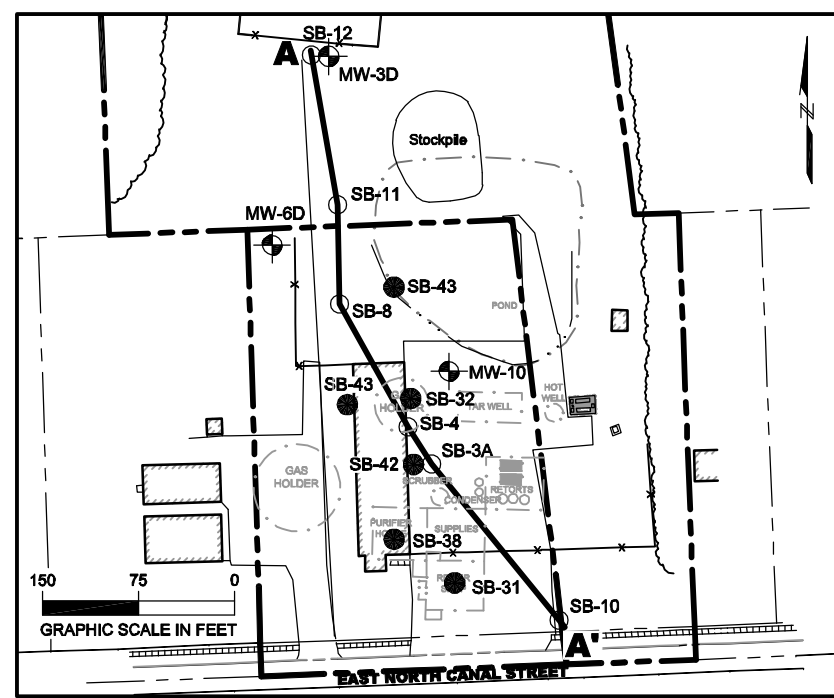 SB-12
A
MW-3D
N
Stockpile
SB-11
MW-6D
SB-43
SB-8
POND
MW-10
HOT
WELL
SB-43
SB-32
HOLDER
TAR WELL
SB-4
SB-3A
SB-42
SCRUBBER
GAS
HOLDER
RETORTS
CONDENSER
PURIFIER
SUPPLIES
SB-38
150 75 0
SB-31
GRAPHIC SCALE IN FEET
SB-10
A'
EAST NORTH CANAL STREET